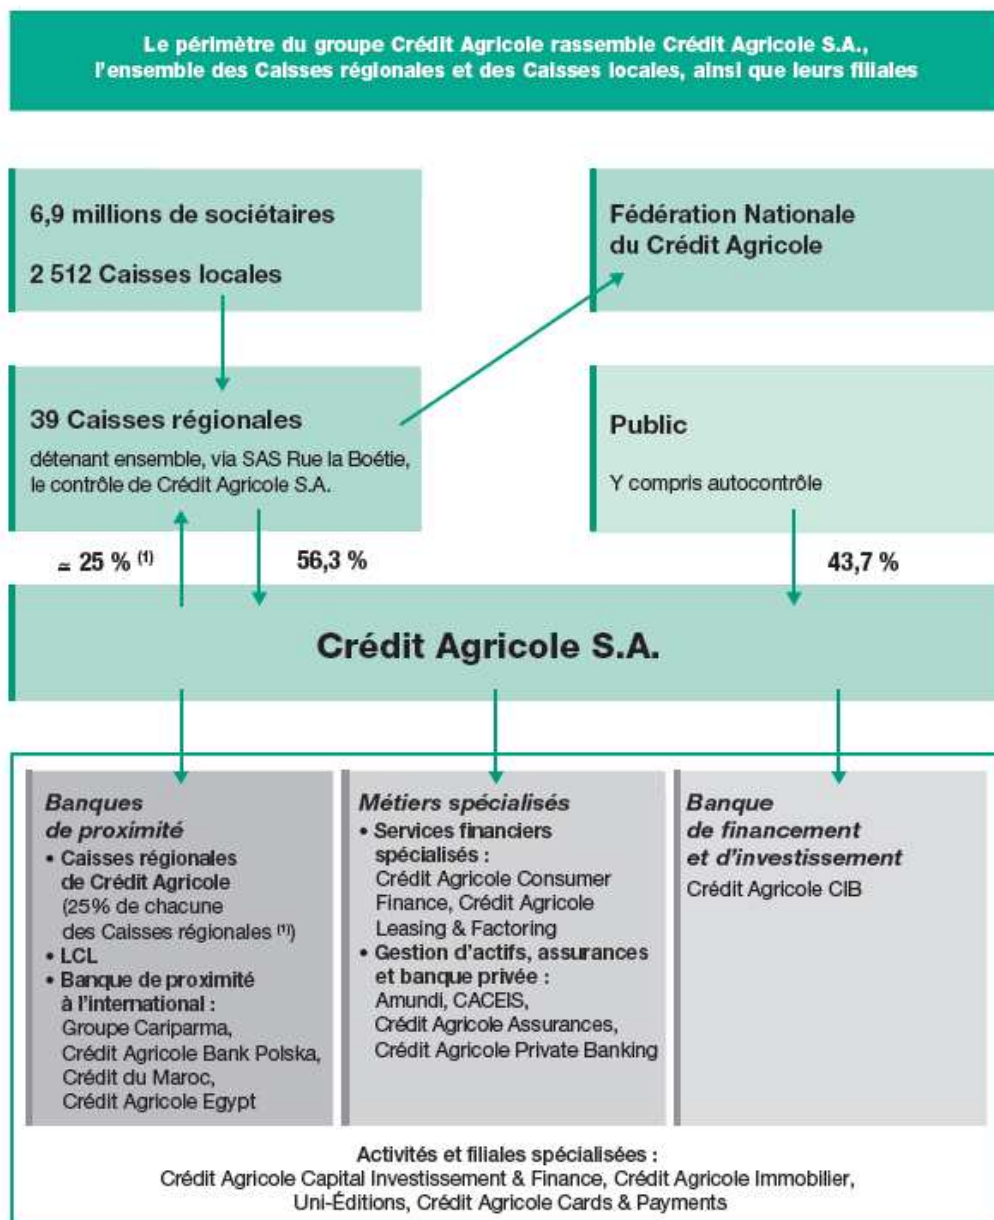 Le périmètre du groupe Crédit Agricole rassemble Crédit Agricole S.A.,
l'ensemble des Caisses régionales et des Caisses locales, ainsi que leurs filiales
6,9 millions de sociétaires
2 512 Caisses locales
Fédération Nationale
du Crédit Agricole
39 Caisses régionales
détenant ensemble, via SAS Rue la Boétie,
le contrôle de Crédit Agricole S.A.
Public
Y compris autocontrôle
≃ 25 % (1)
56,3 %
43,7 %
Crédit Agricole S.A.
Banques
de proximité
• Caisses régionales
de Crédit Agricole
(25% de chacune
des Caisses régionales (1))
• LCL
• Banque de proximité
à l'international :
Groupe Cariparma,
Crédit Agricole Bank Polska,
Crédit du Maroc,
Crédit Agricole Egypt
Métiers spécialisés
• Services financiers
spécialisés :
Crédit Agricole Consumer
Finance, Crédit Agricole
Leasing & Factoring
• Gestion d'actifs, assurances
et banque privée :
Amundi, CACEIS,
Crédit Agricole Assurances,
Crédit Agricole Private Banking
Banque
de financement
et d'investissement
Crédit Agricole CIB
Activités et filiales spécialisées :
Crédit Agricole Capital Investissement & Finance, Crédit Agricole Immobilier,
Uni-Éditions, Crédit Agricole Cards & Payments